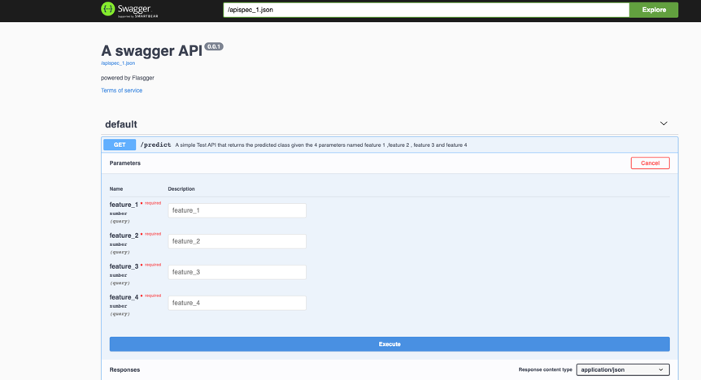 Swagger
Supported by SMARTBEAR
/apispec_1.json
Explore
A swagger API 0.0.1
/apispec_1.json
powered by Flasgger
Terms of service
default
GET /predict A simple Test API that returns the predicted class given the 4 parameters named feature 1 ,feature 2 , feature 3 and feature 4
Parameters
Cancel
Name Description
feature_1 * required
number
(query)
feature_1
feature_2 * required
number
(query)
feature_2
feature_3 * required
number
(query)
feature_3
feature_4 * required
number
(query)
feature_4
Execute
Responses
Response content type
application/json